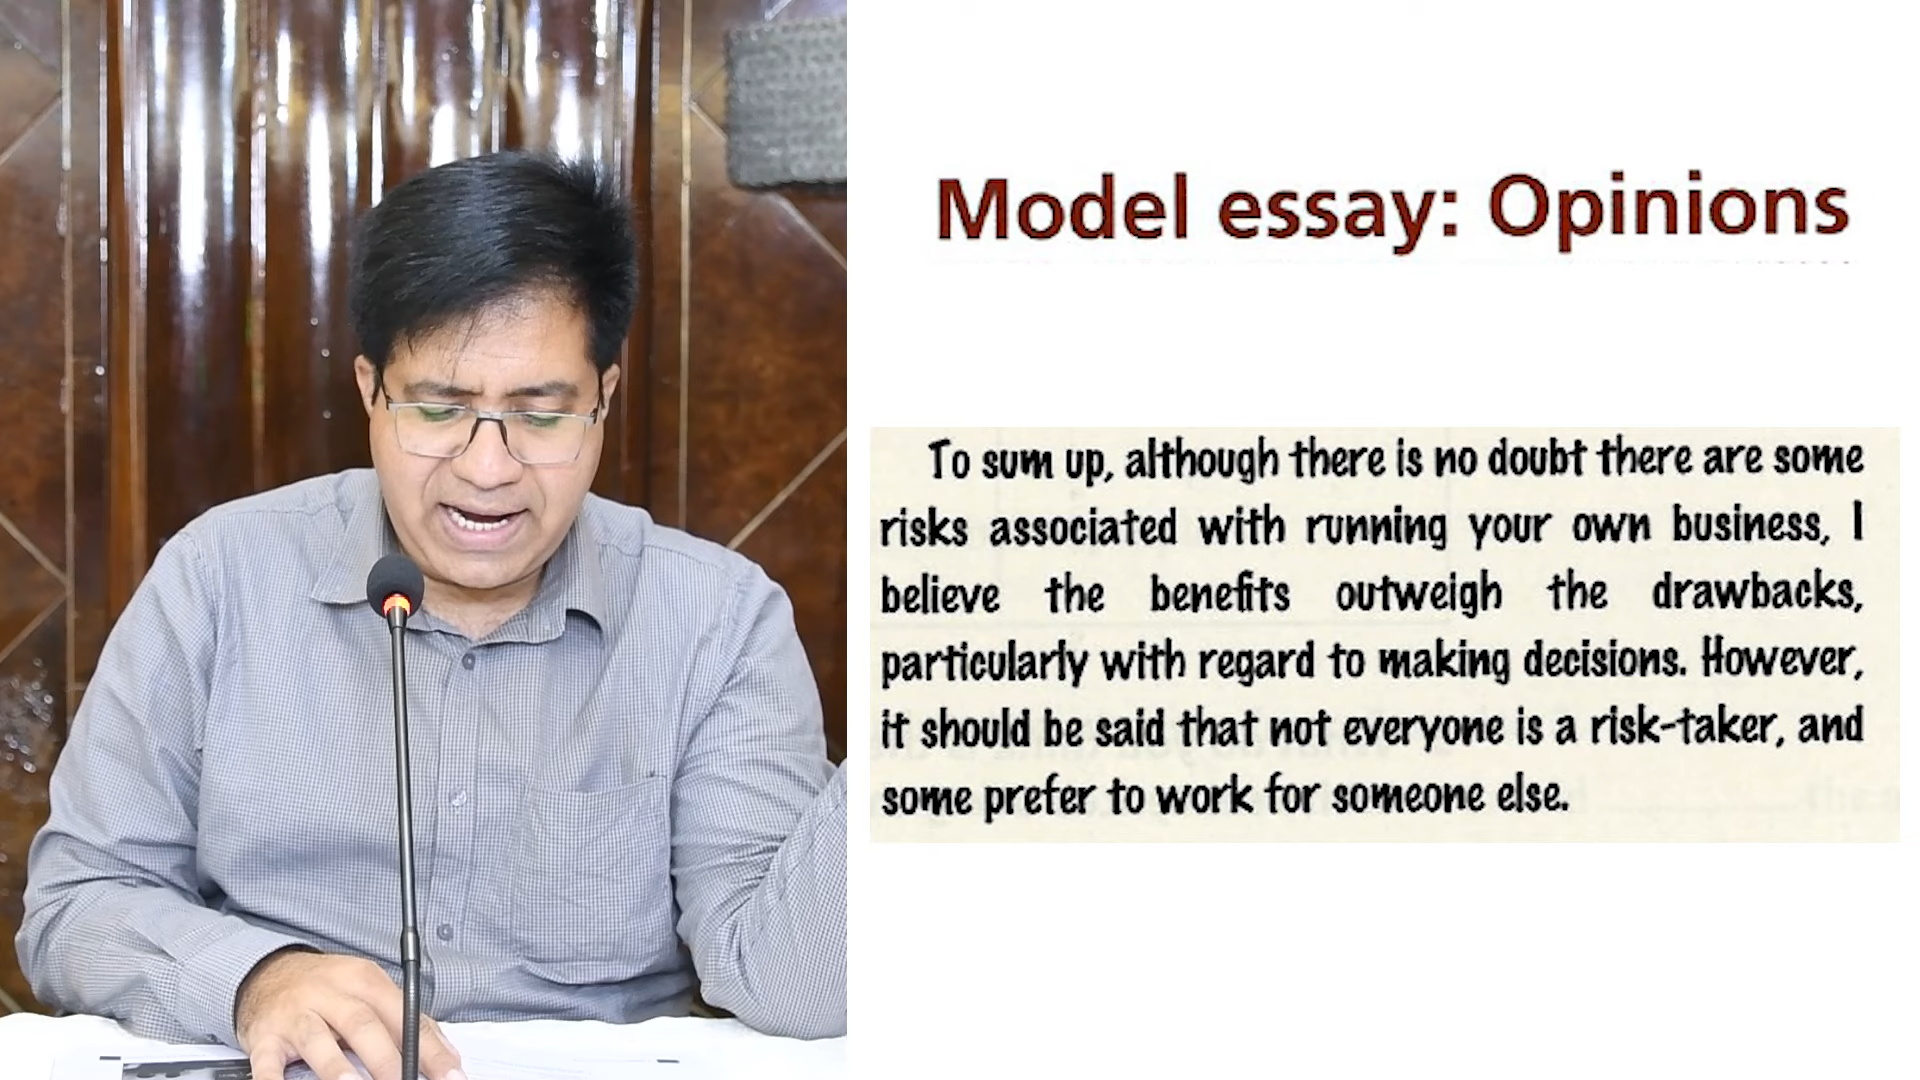 Model essay: Opinions
To sum up, although there is no doubt there are some
risks associated with running your own business, I
believe the benefits outweigh the drawbacks,
particularly with regard to making decisions. However,
it should be said that not everyone is a risk-taker, and
some prefer to work for someone else.